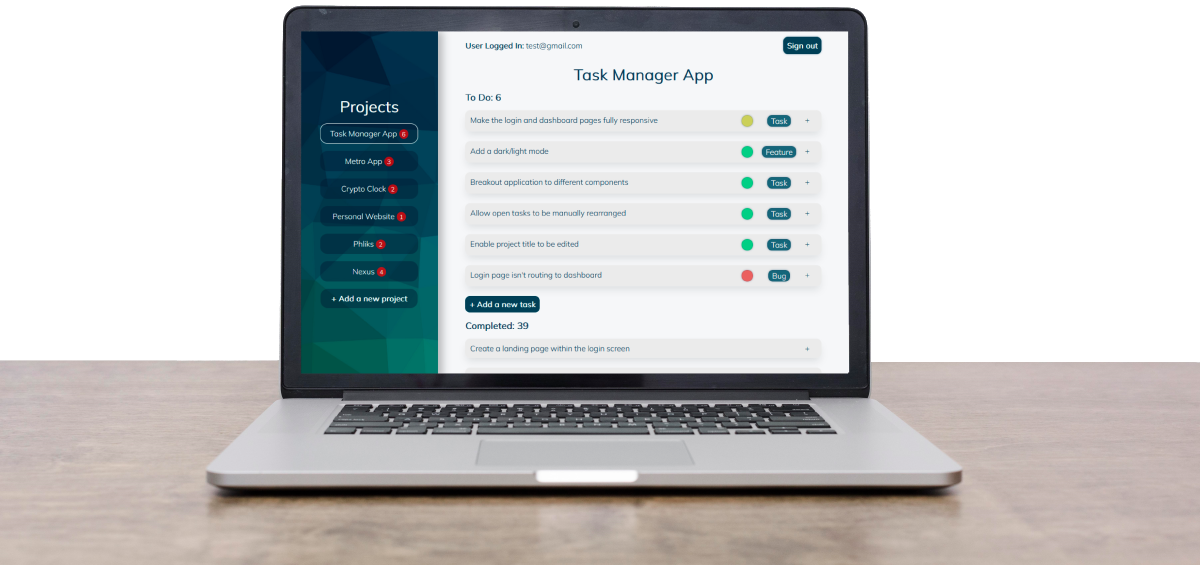 User Logged In: test@gmail.com
Sign out
Projects
Task Manager App 6
Metro App 3
Crypto Clock 2
Personal Website 1
Phliks 2
Nexus 4
+ Add a new project
Task Manager App
To Do: 6
Make the login and dashboard pages fully responsive Task +
Add a dark/light mode Feature +
Breakout application to different components Task +
Allow open tasks to be manually rearranged Task +
Enable project title to be edited Task +
Login page isn't routing to dashboard Bug +
+ Add a new task
Completed: 39
Create a landing page within the login screen +